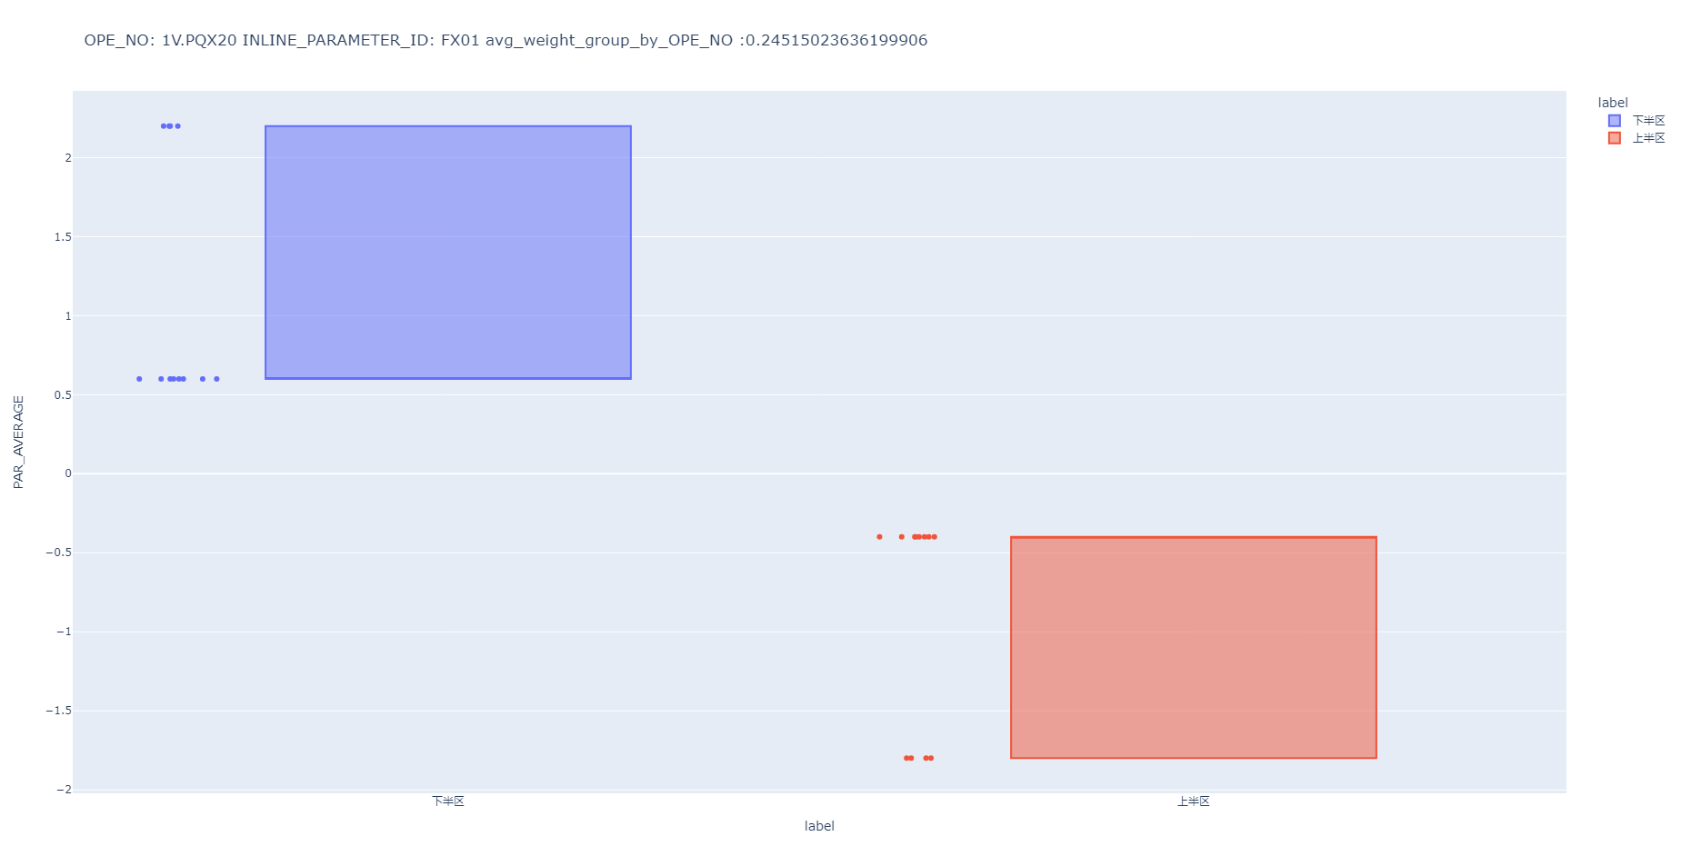 OPE_NO: 1V.PQX20 INLINE_PARAMETER_ID: FX01 avg_weight_group_by_OPE_NO :0.24515023636199906
label
下半区
上半区
2
1.5
1
0.5
0
−0.5
−1
−1.5
−2
PAR_AVERAGE
下半区
上半区
label